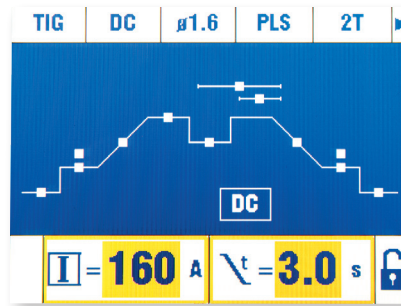 TIG DC ø1.6 PLS 2T
DC
I = 160 A t = 3.0 s